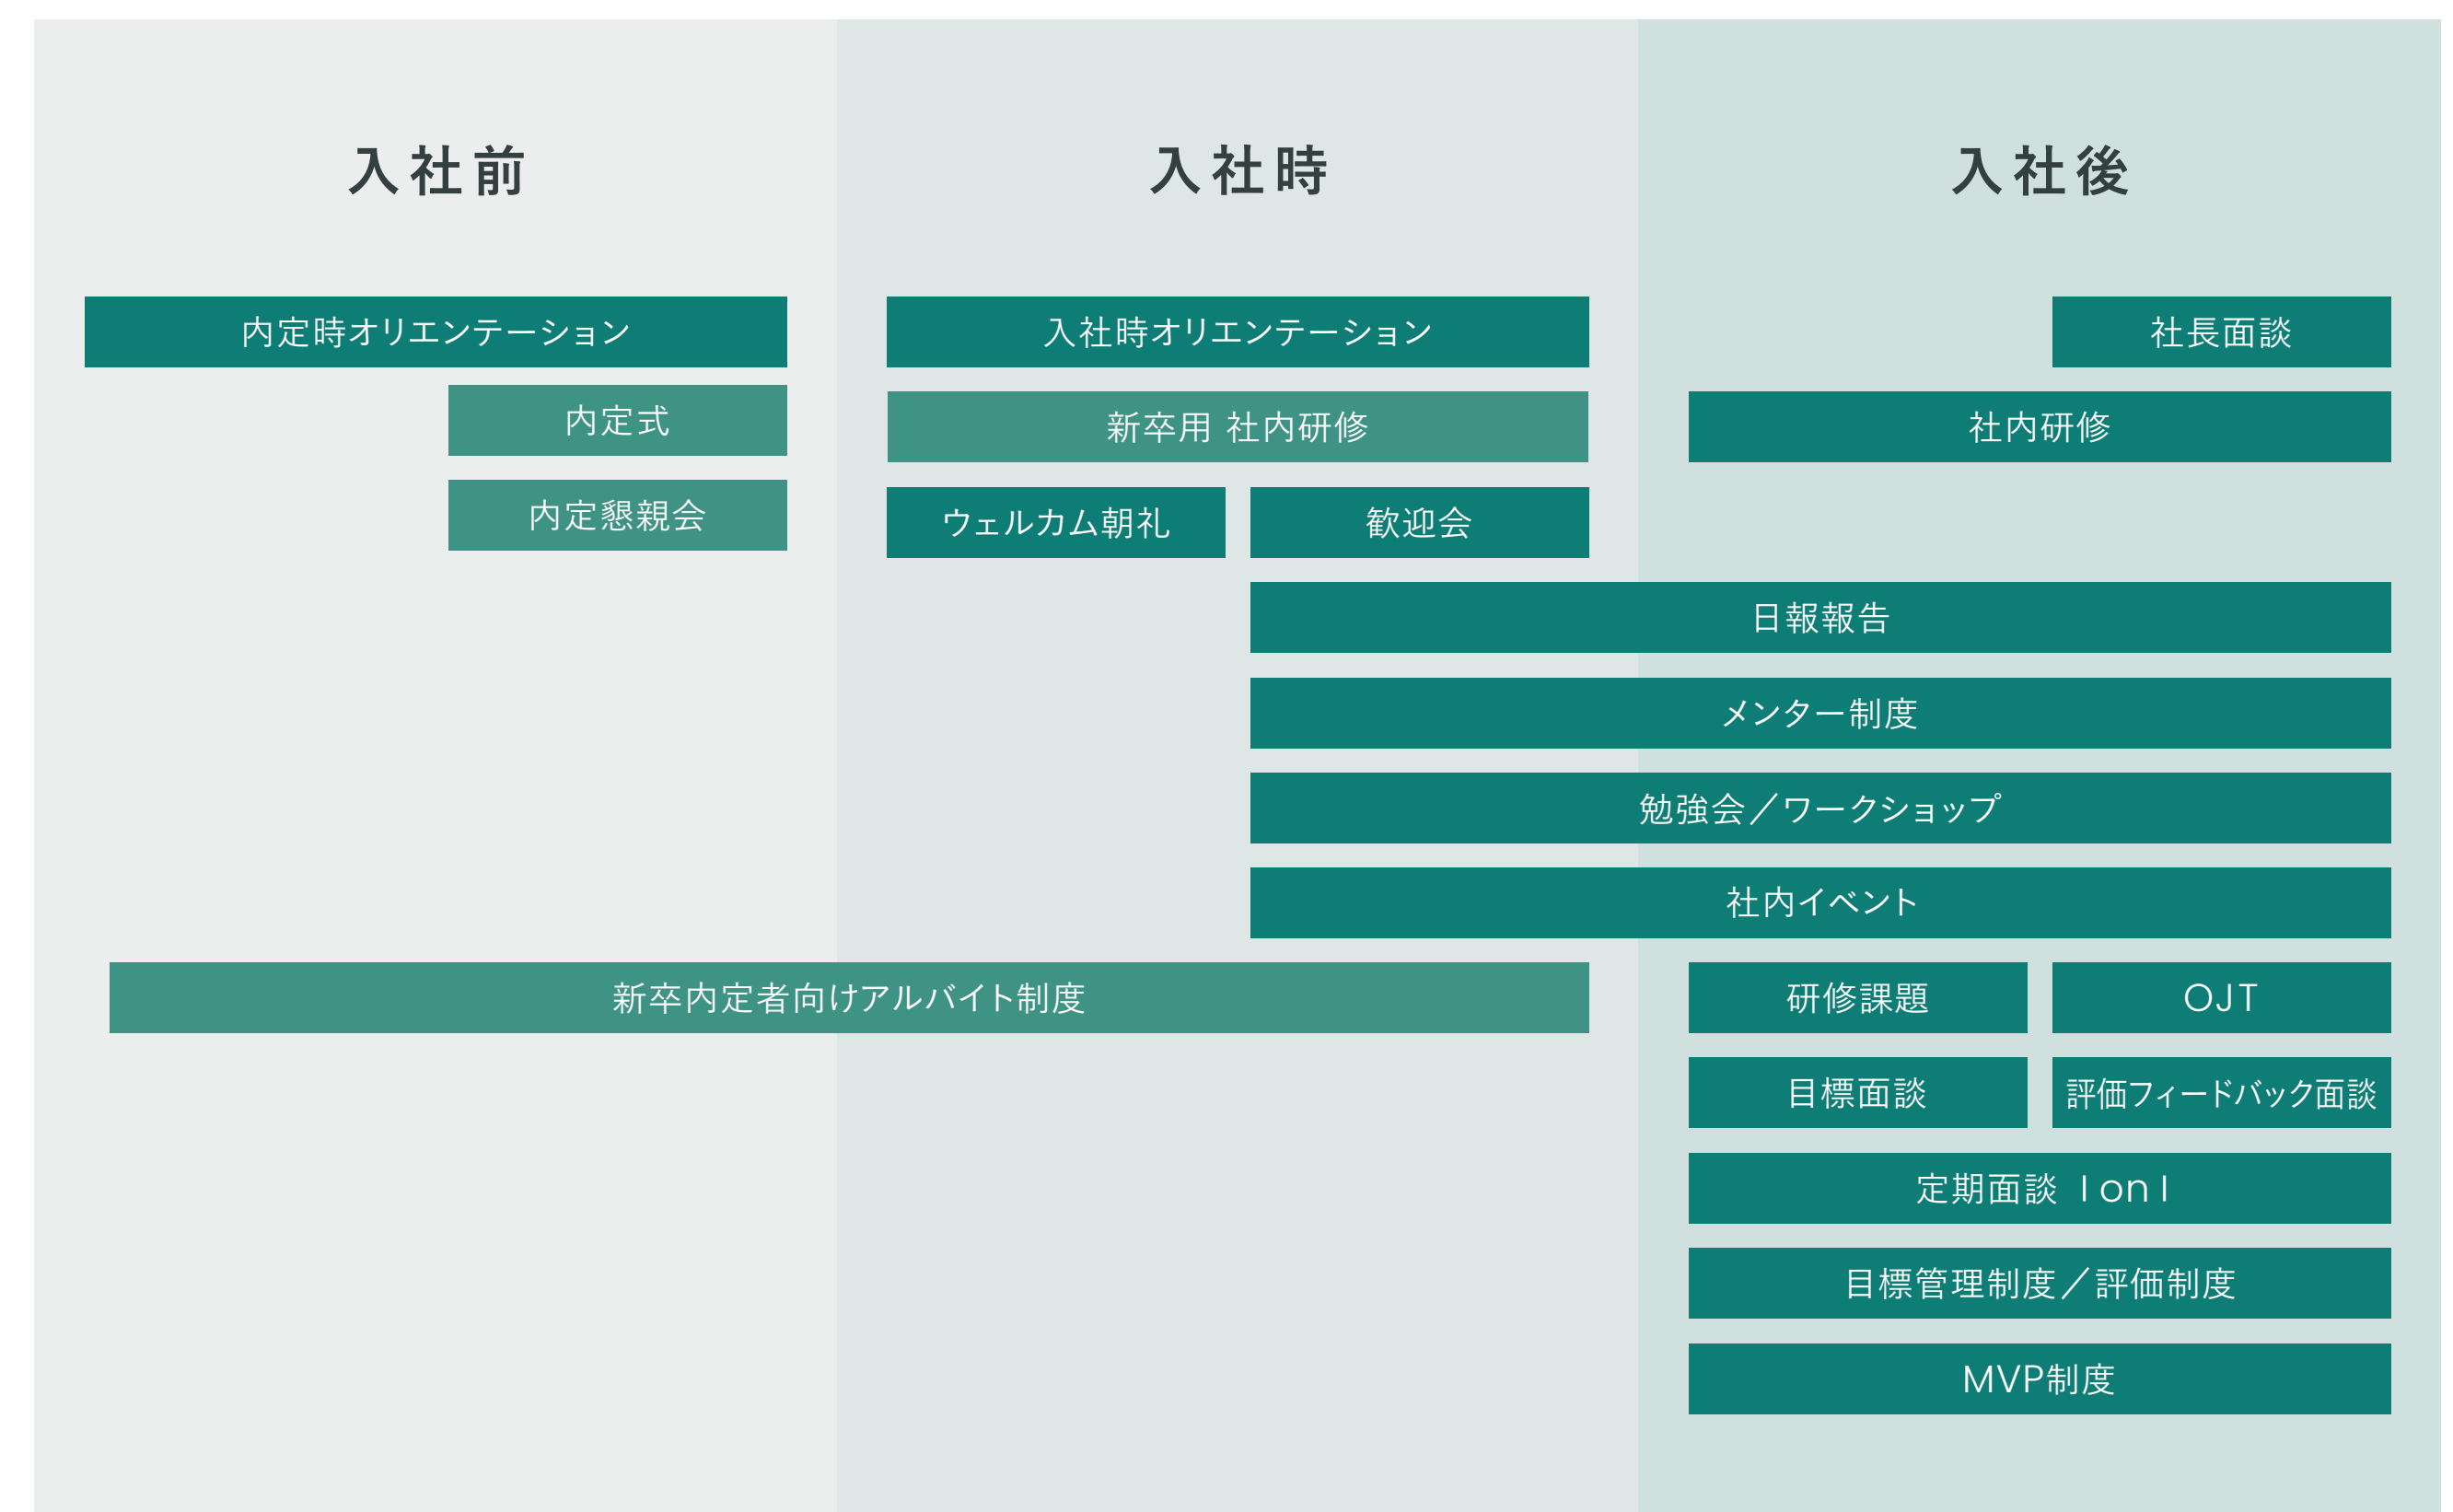 入社前
入社時
入社後
内定時オリエンテーション
入社時オリエンテーション
社長面談
内定式
新卒用 社内研修
社内研修
内定懇親会
ウェルカム朝礼
歓迎会
日報報告
メンター制度
勉強会／ワークショップ
社内イベント
新卒内定者向けアルバイト制度
研修課題
OJT
目標面談
評価フィードバック面談
定期面談 1on1
目標管理制度／評価制度
MVP制度